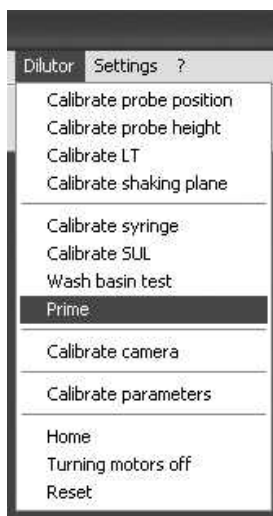 Dilutor Settings ?
Calibrate probe position
Calibrate probe height
Calibrate LT
Calibrate shaking plane
Calibrate syringe
Calibrate SUL
Wash basin test
Prime
Calibrate camera
Calibrate parameters
Home
Turning motors off
Reset